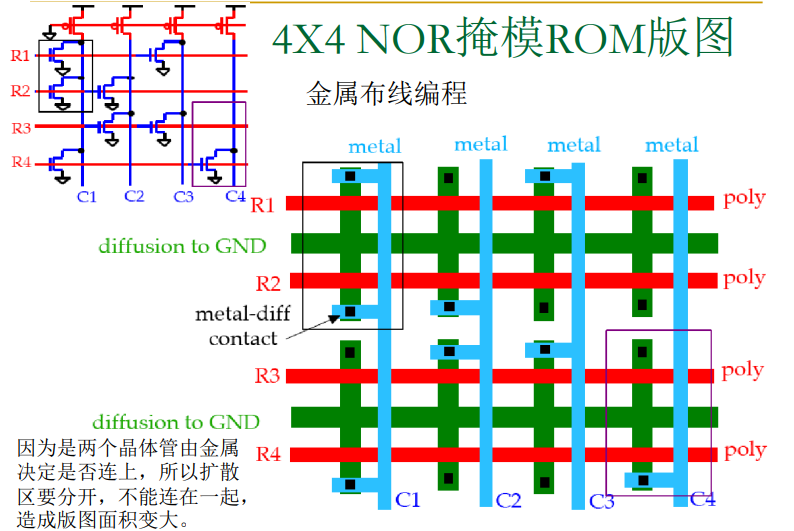 4X4 NOR掩模ROM版图
金属布线编程
R1
R2
R3
R4
C1 C2 C3 C4
metal metal metal metal
R1 poly
diffusion to GND
R2 poly
metal-diff
contact
R3 poly
diffusion to GND
R4 poly
C1 C2 C3 C4
因为是两个晶体管由金属
决定是否连上，所以扩散
区要分开，不能连在一起，
造成版图面积变大。